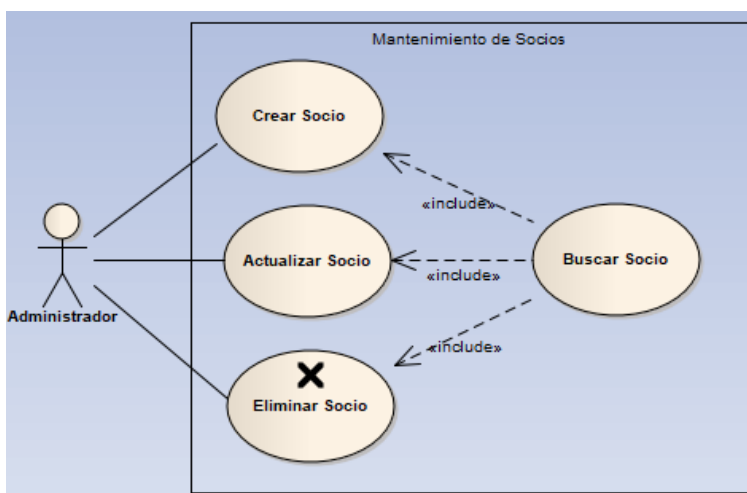 Mantenimiento de Socios
Crear Socio
«include»
Actualizar Socio
Buscar Socio
«include»
Administrador
«include»
Eliminar Socio